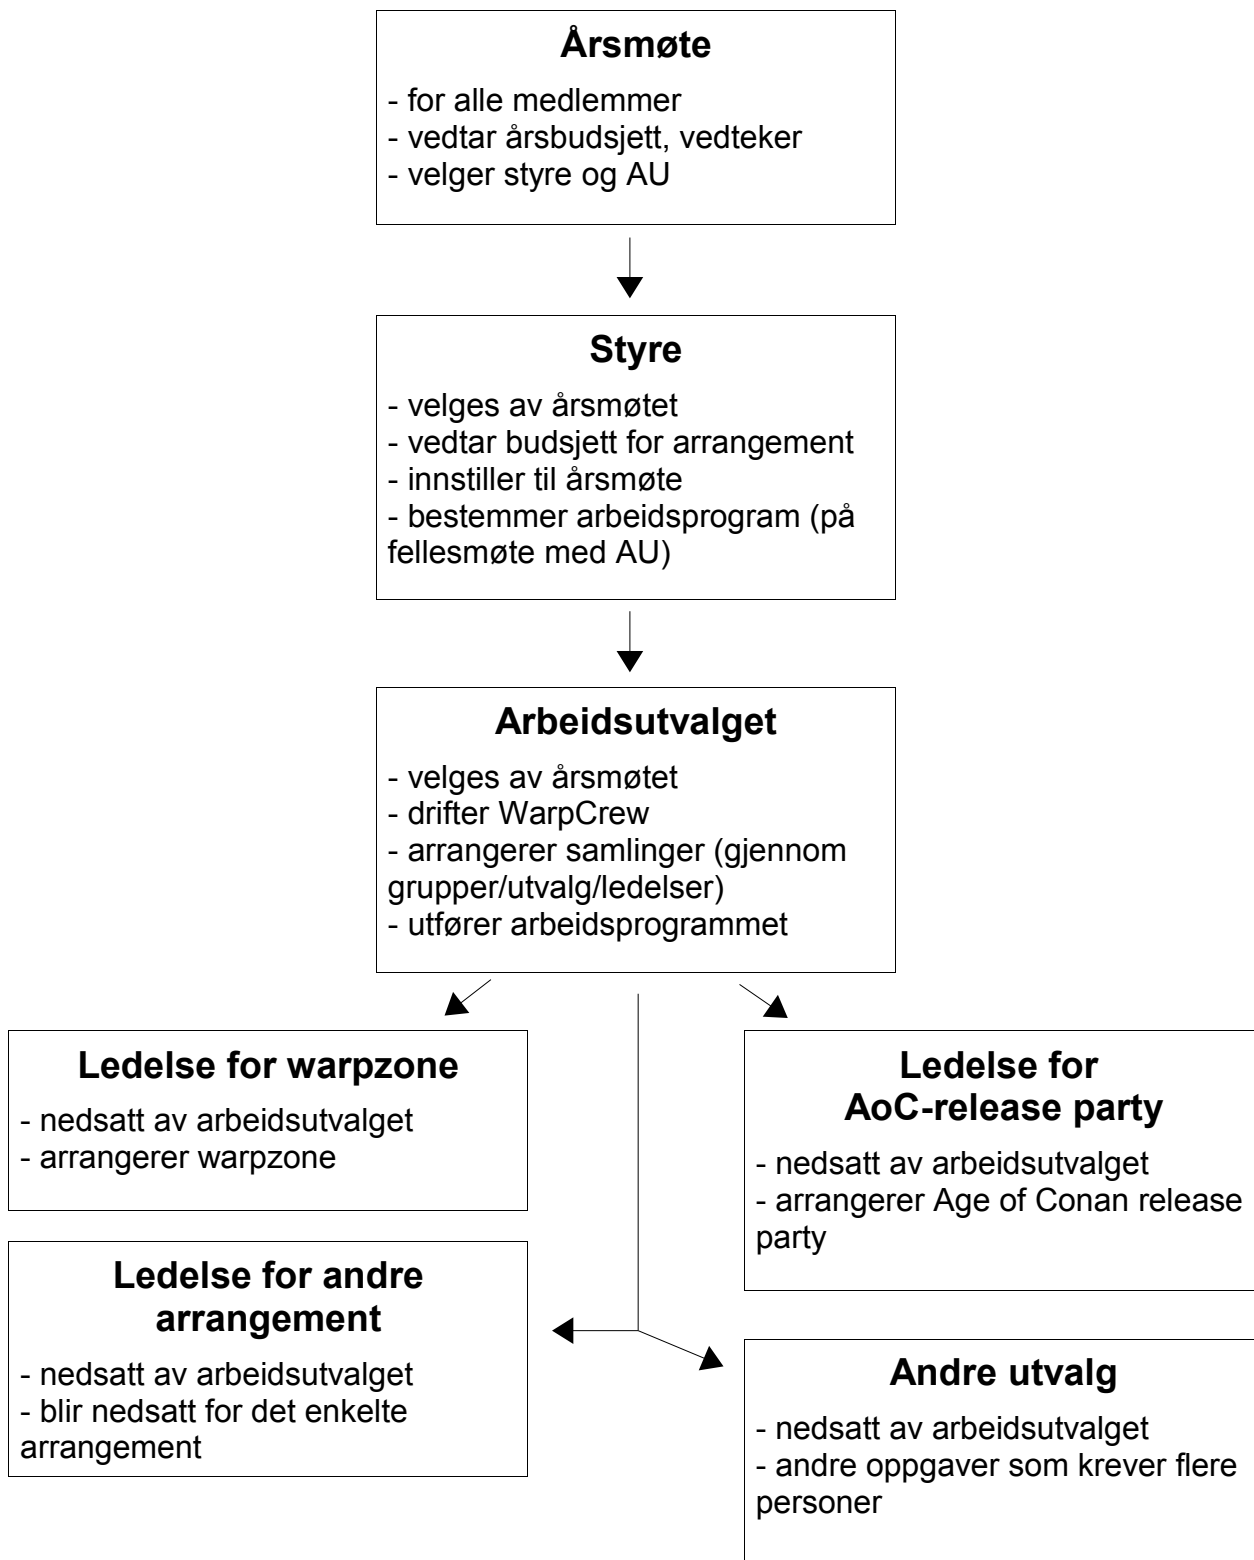 Årsmøte
- for alle medlemmer
- vedtar årsbudsjett, vedteker
- velger styre og AU
Styre
- velges av årsmøtet
- vedtar budsjett for arrangement
- innstiller til årsmøte
- bestemmer arbeidsprogram (på
fellesmøte med AU)
Arbeidsutvalget
- velges av årsmøtet
- drifter WarpCrew
- arrangerer samlinger (gjennom
grupper/utvalg/ledelser)
- utfører arbeidsprogrammet
Ledelse for warpzone
- nedsatt av arbeidsutvalget
- arrangerer warpzone
Ledelse for
AoC-release party
- nedsatt av arbeidsutvalget
- arrangerer Age of Conan release
party
Ledelse for andre
arrangement
- nedsatt av arbeidsutvalget
- blir nedsatt for det enkelte
arrangement
Andre utvalg
- nedsatt av arbeidsutvalget
- andre oppgaver som krever flere
personer